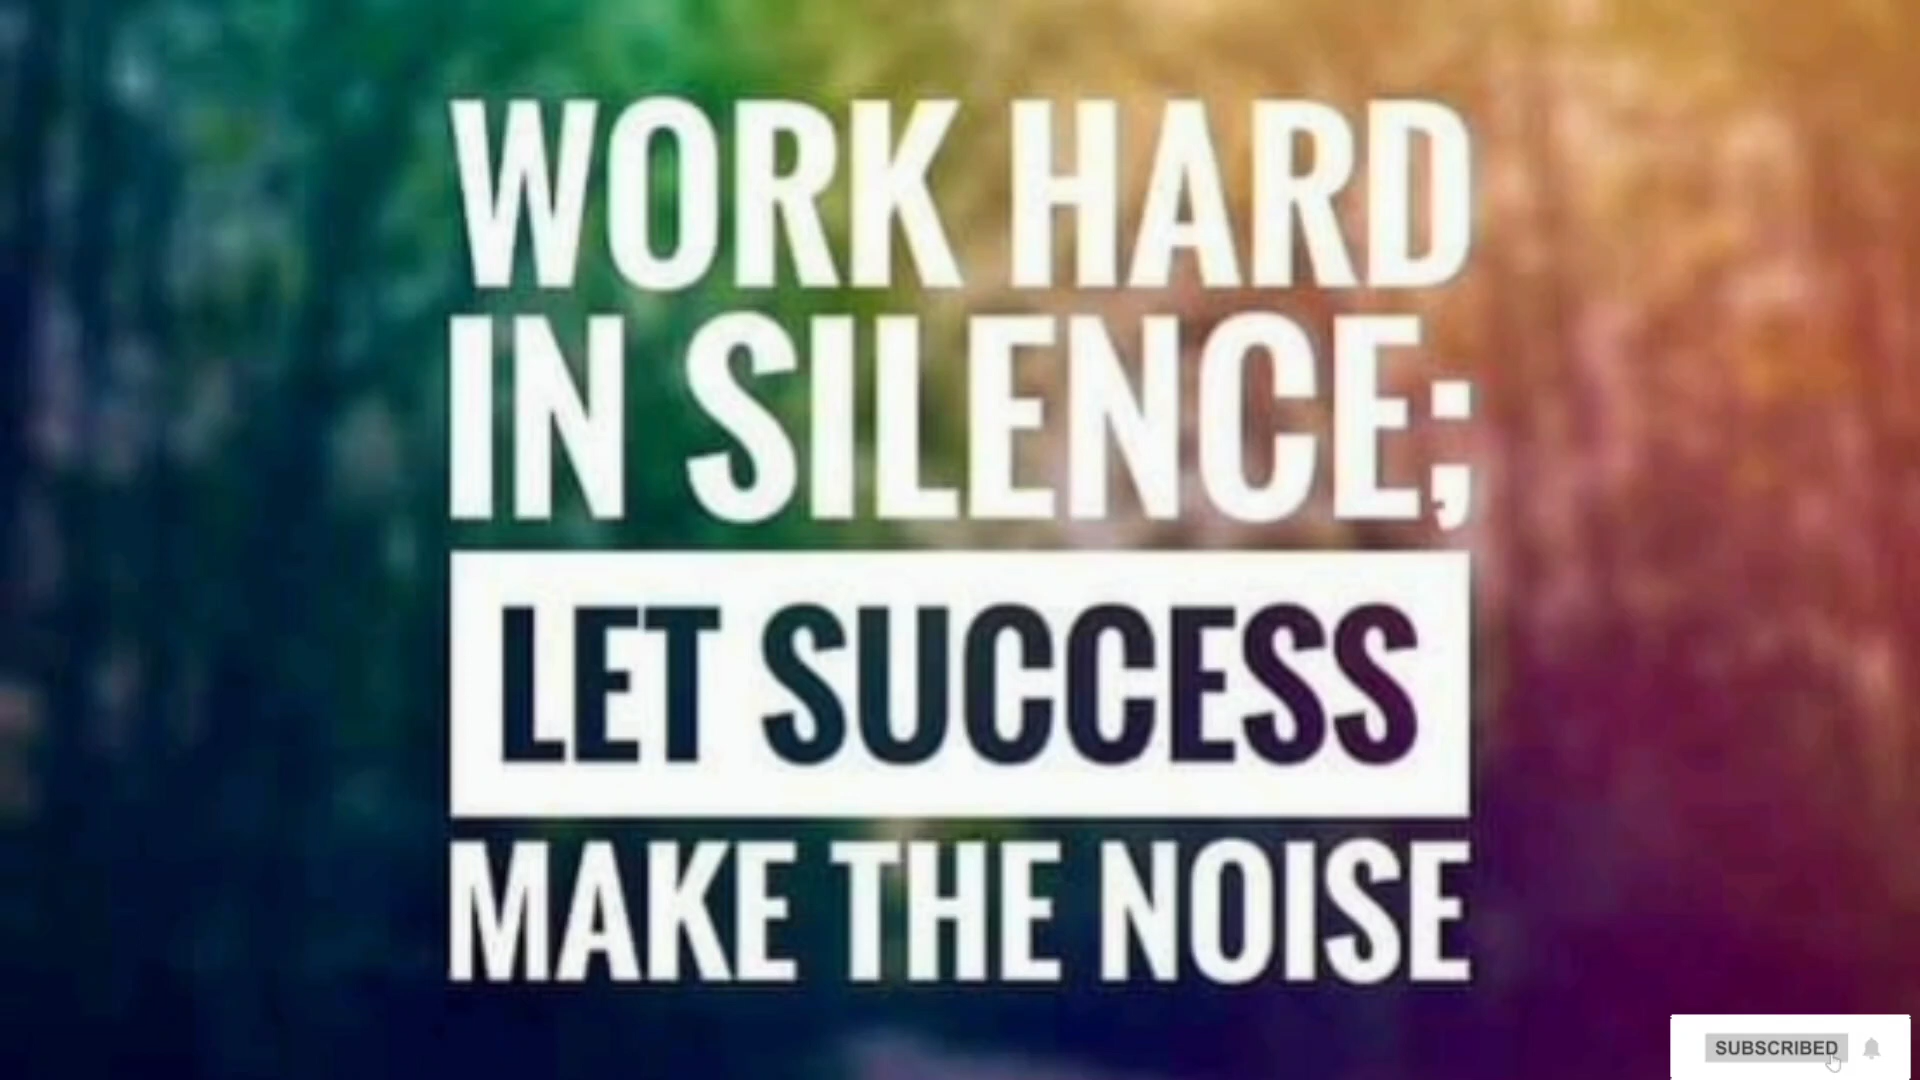 WORK HARD
IN SILENCE;
LET SUCCESS
MAKE THE NOISE
SUBSCRIBED